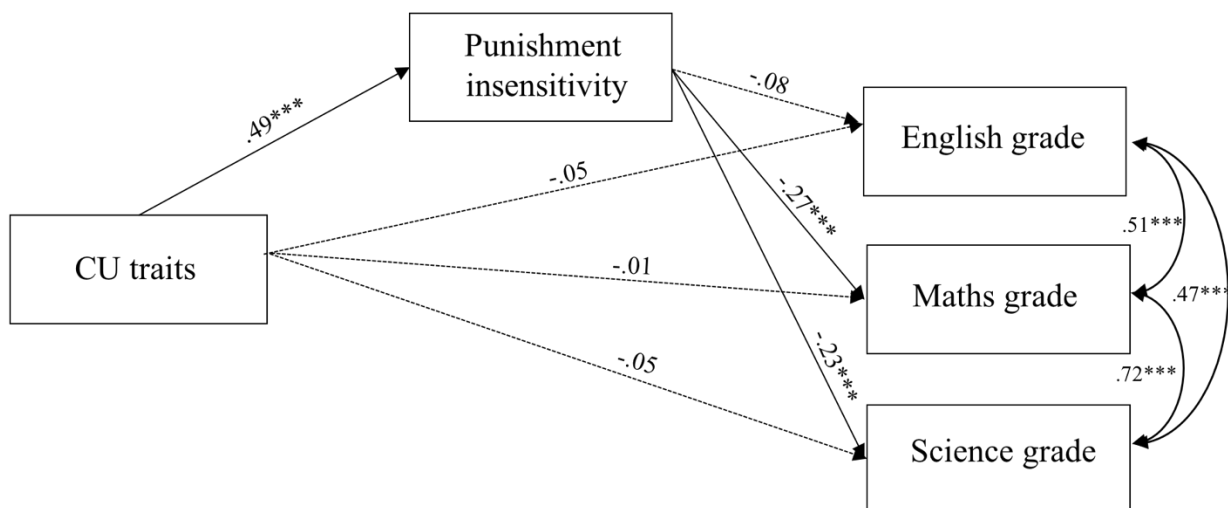 Punishment
insensitivity
-.08
English grade
.49***
-.05
-.27***
.51***
CU traits
-.01
Maths grade
.47***
-.05
-.23***
.72***
Science grade